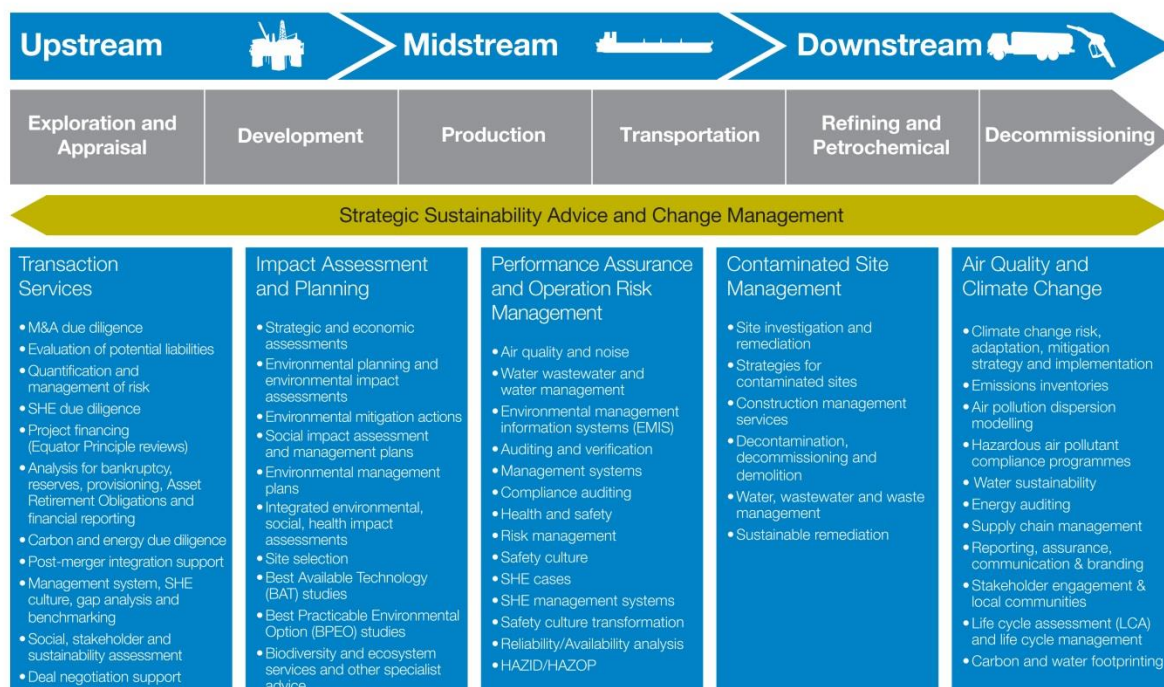 Upstream
Midstream
Downstream
Exploration and
Appraisal
Development
Production
Transportation
Refining and
Petrochemical
Decommissioning
Strategic Sustainability Advice and Change Management
Transaction
Services
• M&A due diligence
• Evaluation of potential liabilities
• Quantification and
management of risk
• SHE due diligence
• Project financing
(Equator Principle reviews)
• Analysis for bankruptcy,
reserves, provisioning, Asset
Retirement Obligations and
financial reporting
• Carbon and energy due diligence
• Post-merger integration support
• Management system, SHE
culture, gap analysis and
benchmarking
• Social, stakeholder and
sustainability assessment
• Deal negotiation support
Impact Assessment
and Planning
• Strategic and economic
assessments
• Environmental planning and
environmental impact
assessments
• Environmental mitigation actions
• Social impact assessment
and management plans
• Environmental management
plans
• Integrated environmental,
social, health impact
assessments
• Site selection
• Best Available Technology
(BAT) studies
• Best Practicable Environmental
Option (BPEO) studies
• Biodiversity and ecosystem
services and other specialist
advice
Performance Assurance
and Operation Risk
Management
• Air quality and noise
• Water wastewater and
water management
• Environmental management
information systems (EMIS)
• Auditing and verification
• Management systems
• Compliance auditing
• Health and safety
• Risk management
• Safety culture
• SHE cases
• SHE management systems
• Safety culture transformation
• Reliability/Availability analysis
• HAZID/HAZOP
Contaminated Site
Management
• Site investigation and
remediation
• Strategies for
contaminated sites
• Construction management
services
• Decontamination,
decommissioning and
demolition
• Water, wastewater and waste
management
• Sustainable remediation
Air Quality and
Climate Change
• Climate change risk,
adaptation, mitigation
strategy and implementation
• Emissions inventories
• Air pollution dispersion
modelling
• Hazardous air pollutant
compliance programmes
• Water sustainability
• Energy auditing
• Supply chain management
• Reporting, assurance,
communication & branding
• Stakeholder engagement &
local communities
• Life cycle assessment (LCA)
and life cycle management
• Carbon and water footprinting